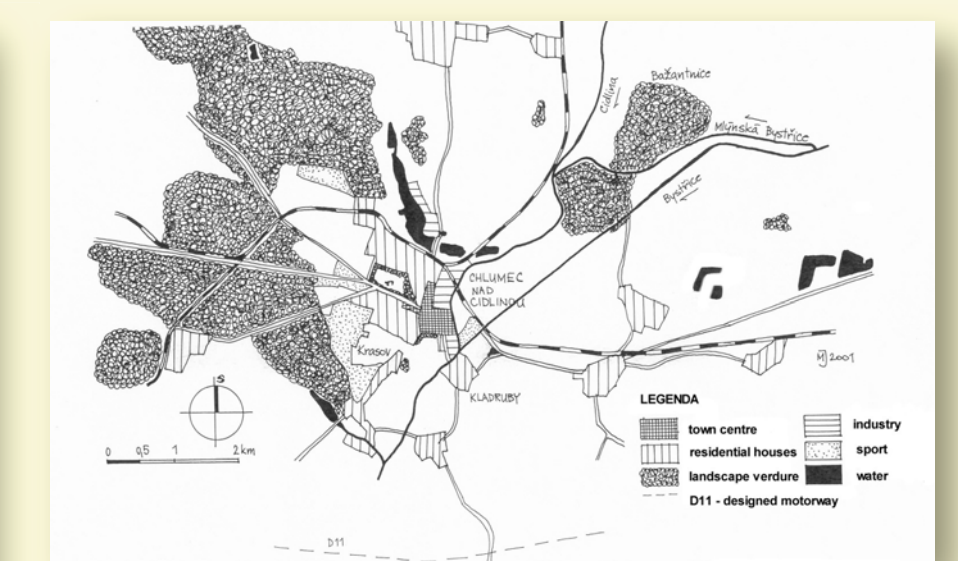 Bažantnice
Cidlina
Mlýnská Bystřice
Bystřice
CHLUMEC
NAD
CIDLINOU
Krasov
KLADRUBY
MJ 2001
S
0 0,5 1 2 km
D11
LEGENDA
town centre
residential houses
landscape verdure
D11 - designed motorway
industry
sport
water